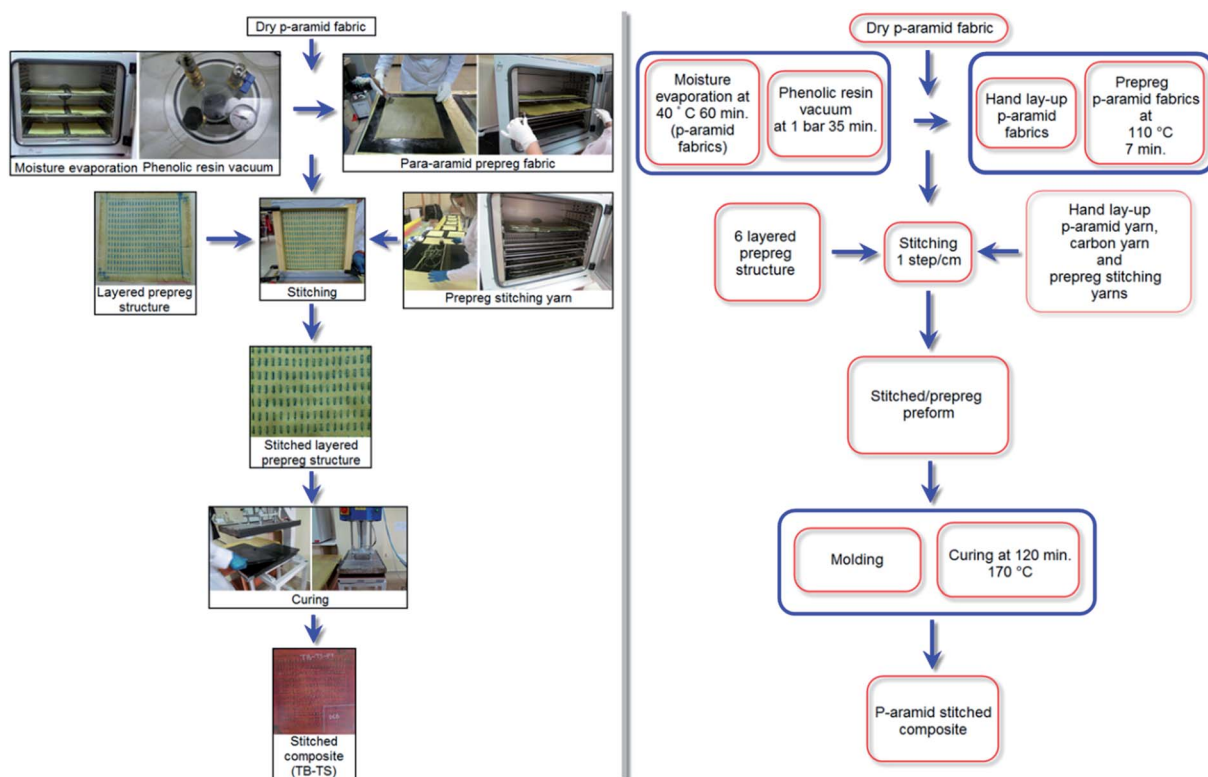 Dry p-aramid fabric
Moisture evaporation
Phenolic resin vacuum
Para-aramid prepreg fabric
Layered prepreg
structure
Stitching
Prepreg stitching yarn
Stitched layered
prepreg structure
Curing
Stitched
composite
(TB-TS)
Dry p-aramid fabric
Moisture
evaporation at
40 ˚ C 60 min.
(p-aramid
fabrics)
Phenolic resin
vacuum
at 1 bar 35 min.
Hand lay-up
p-aramid
fabrics
Prepreg
p-aramid fabrics
at
110 °C
7 min.
6 layered
prepreg
structure
Stitching
1 step/cm
Hand lay-up
p-aramid yarn,
carbon yarn
and
prepreg stitching
yarns
Stitched/prepreg
preform
Molding
Curing at 120 min.
170 °C
P-aramid stitched
composite